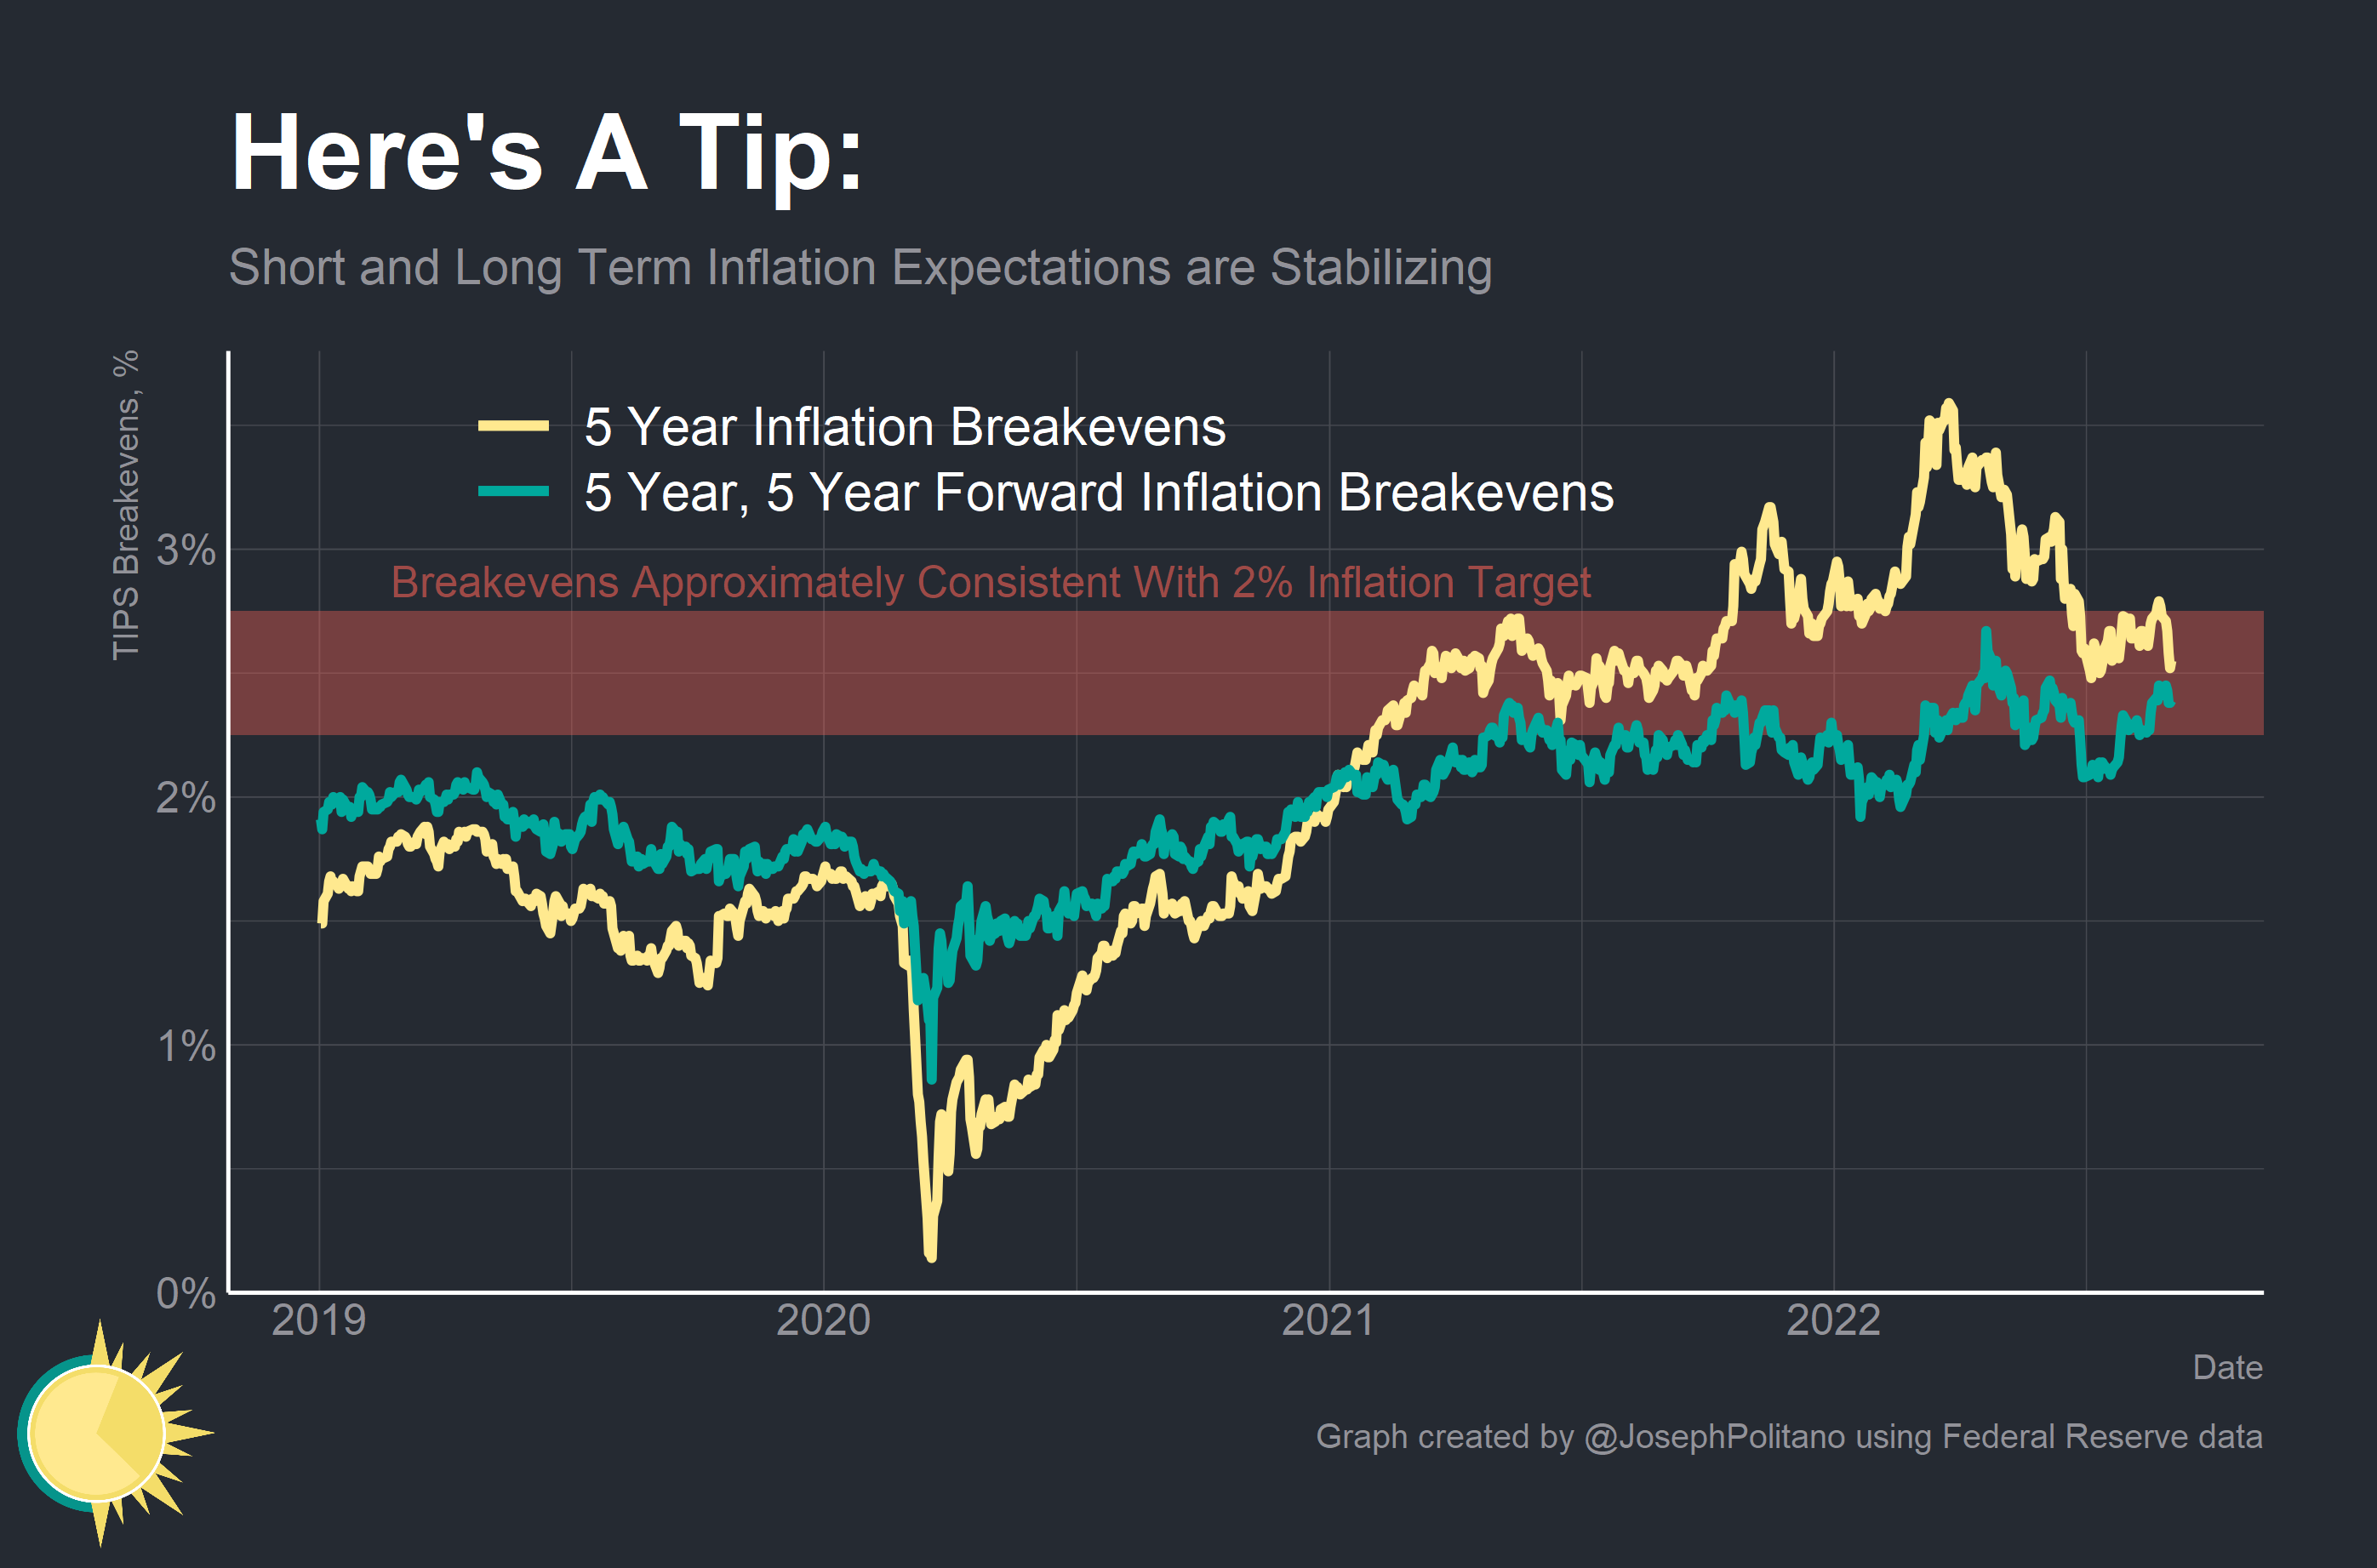 Here's A Tip:
Short and Long Term Inflation Expectations are Stabilizing
TIPS Breakevens, %
5 Year Inflation Breakevens
5 Year, 5 Year Forward Inflation Breakevens
Breakevens Approximately Consistent With 2% Inflation Target
3%
2%
1%
0%
2019 2020 2021 2022
Date
Graph created by @JosephPolitano using Federal Reserve data